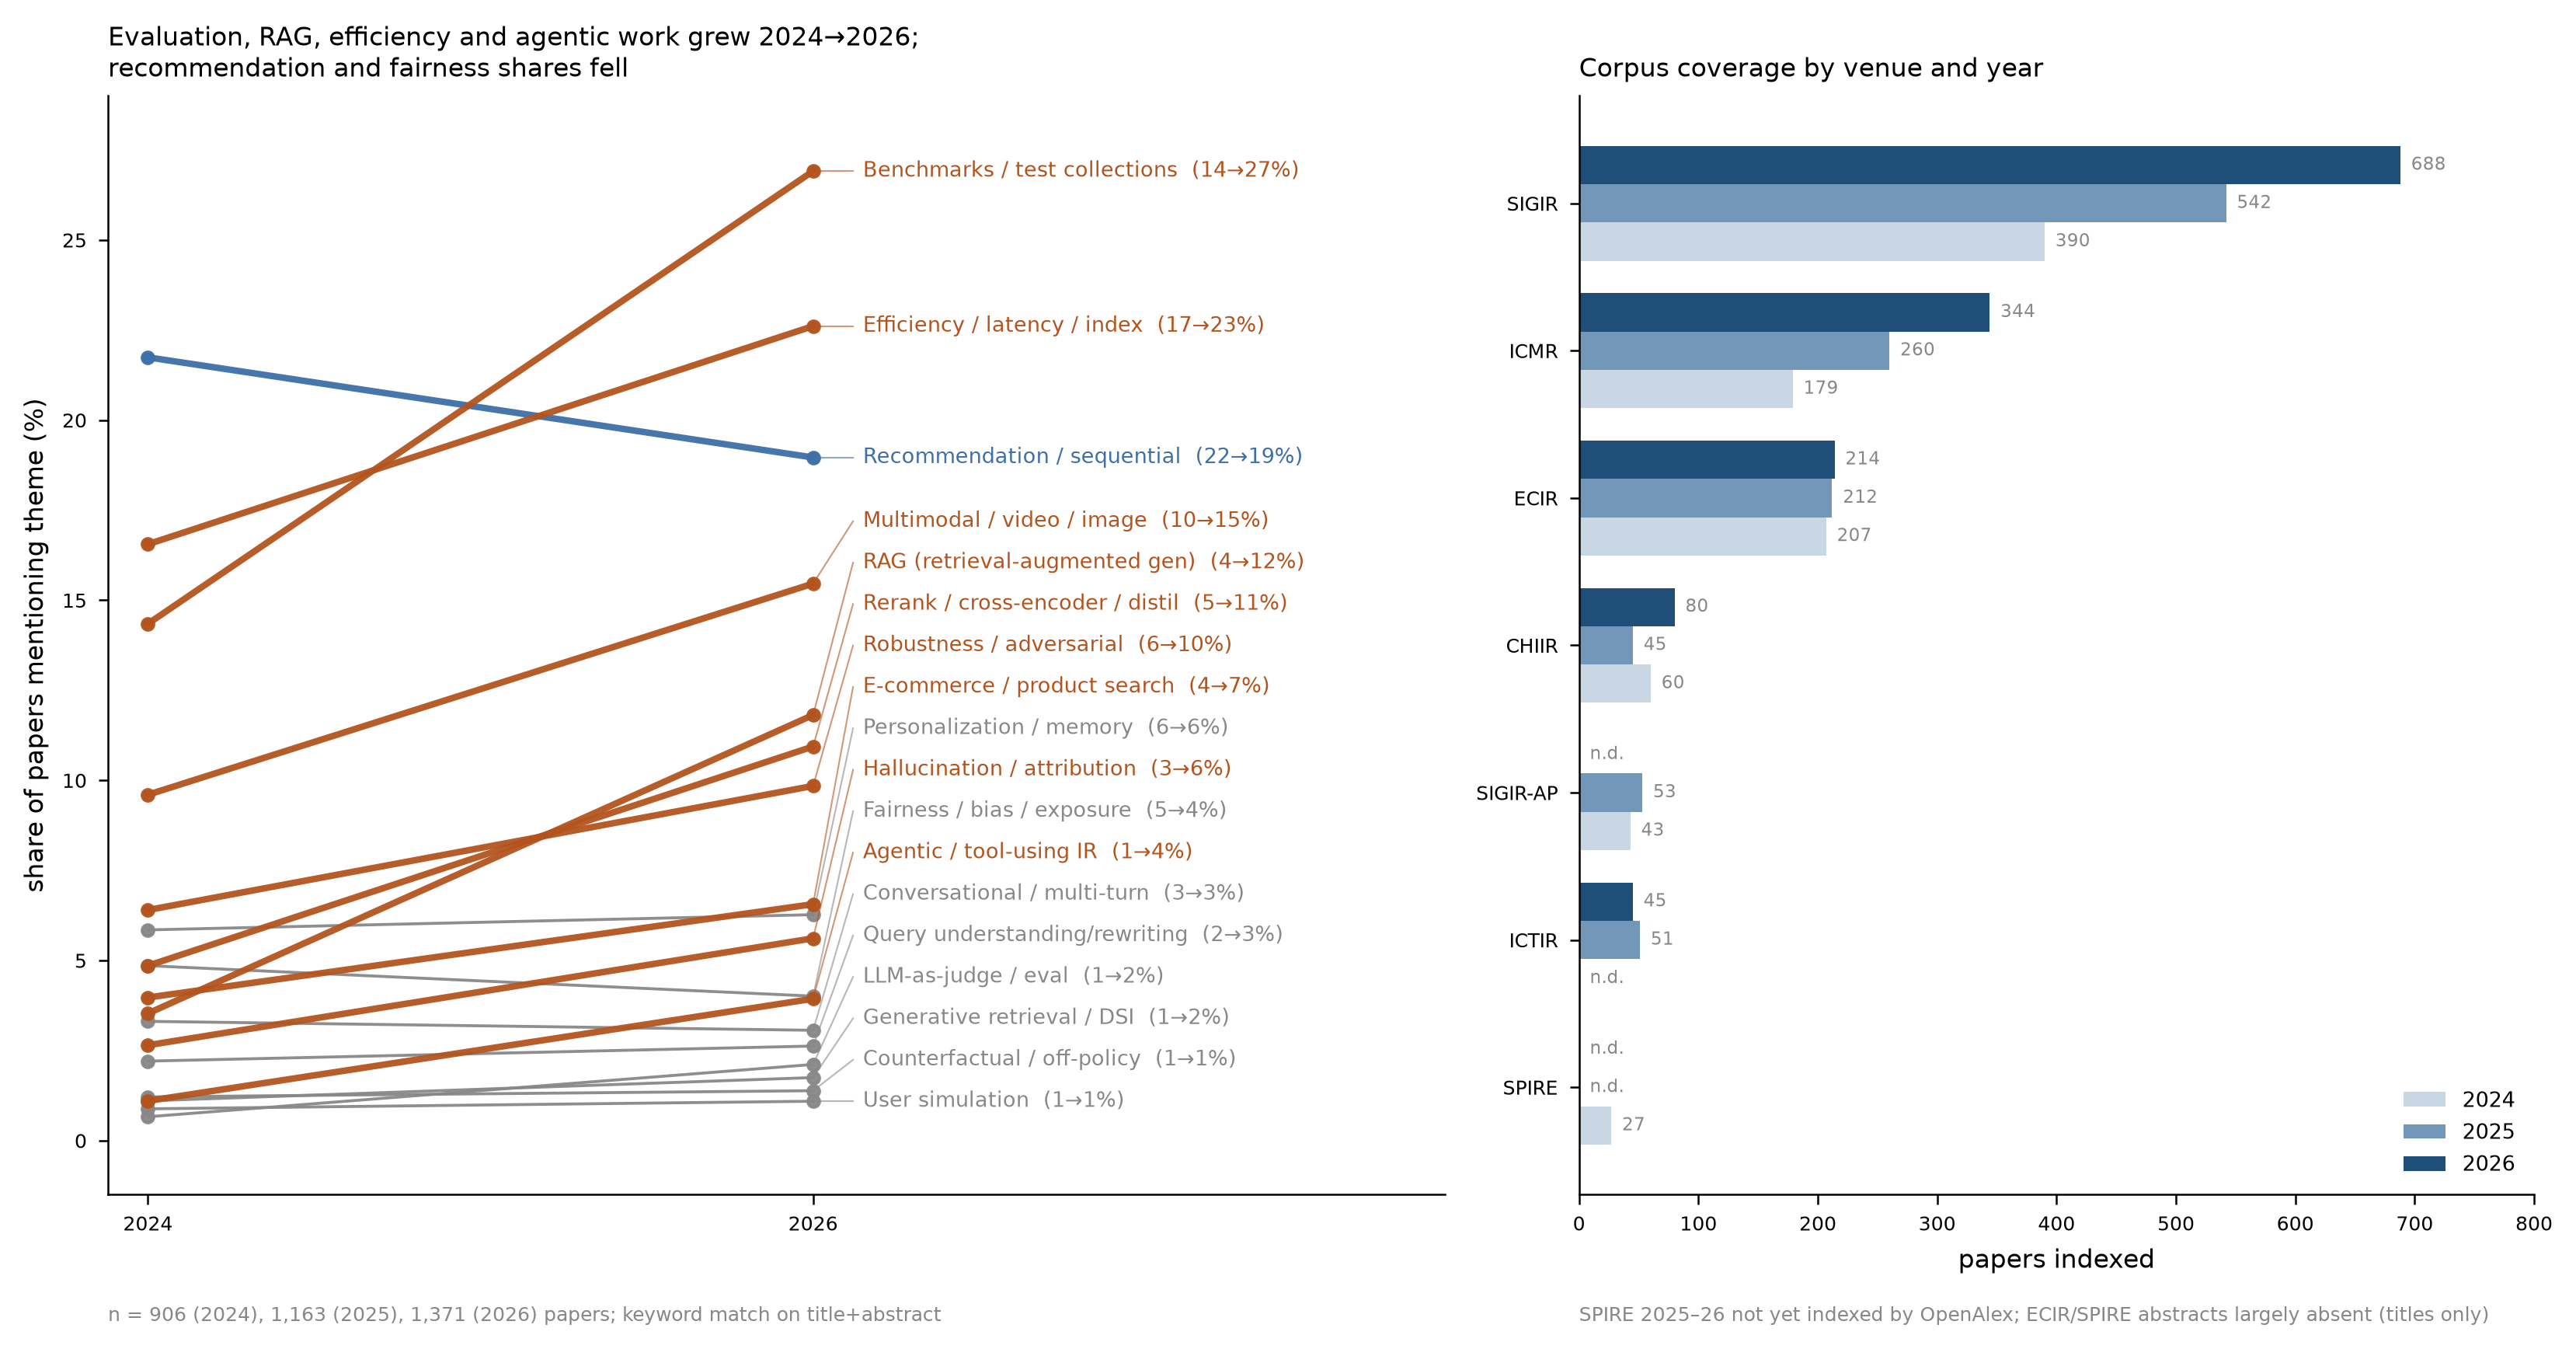 Evaluation, RAG, efficiency and agentic work grew 2024→2026;
recommendation and fairness shares fell
share of papers mentioning theme (%)
25
20
15
10
5
0
2024
2026
Benchmarks / test collections (14→27%)
Efficiency / latency / index (17→23%)
Recommendation / sequential (22→19%)
Multimodal / video / image (10→15%)
RAG (retrieval-augmented gen) (4→12%)
Rerank / cross-encoder / distil (5→11%)
Robustness / adversarial (6→10%)
E-commerce / product search (4→7%)
Personalization / memory (6→6%)
Hallucination / attribution (3→6%)
Fairness / bias / exposure (5→4%)
Agentic / tool-using IR (1→4%)
Conversational / multi-turn (3→3%)
Query understanding/rewriting (2→3%)
LLM-as-judge / eval (1→2%)
Generative retrieval / DSI (1→2%)
Counterfactual / off-policy (1→1%)
User simulation (1→1%)
n = 906 (2024), 1,163 (2025), 1,371 (2026) papers; keyword match on title+abstract
Corpus coverage by venue and year
SIGIR
688
542
390
ICMR
344
260
179
ECIR
214
212
207
CHIIR
80
45
60
SIGIR-AP
n.d.
53
43
ICTIR
45
51
n.d.
SPIRE
n.d.
n.d.
27
2024
2025
2026
0 100 200 300 400 500 600 700 800
papers indexed
SPIRE 2025–26 not yet indexed by OpenAlex; ECIR/SPIRE abstracts largely absent (titles only)